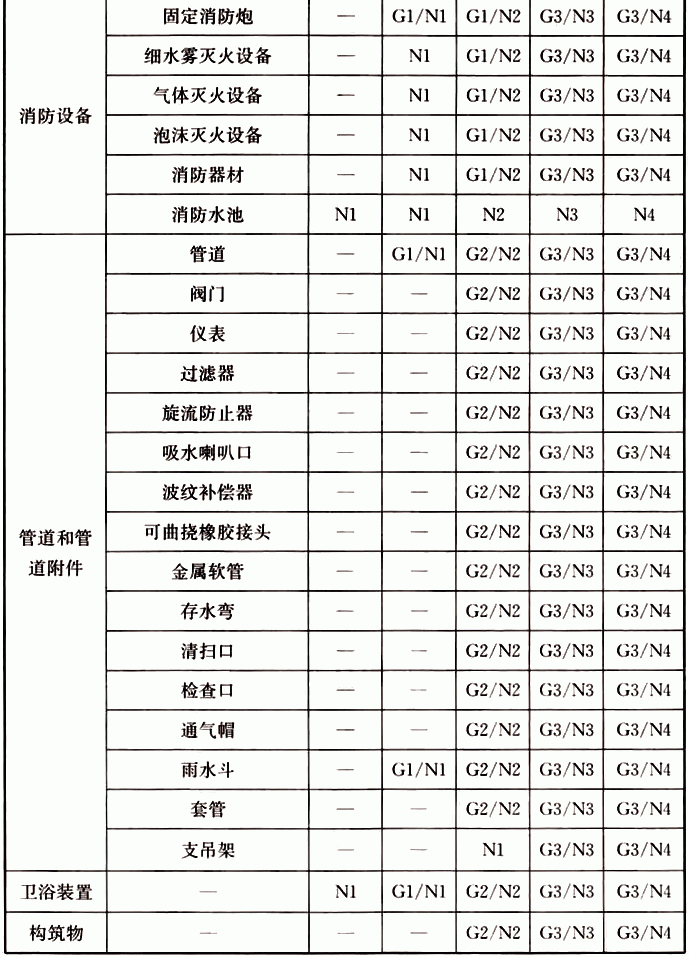 固定消防炮 — G1/N1 G1/N2 G3/N3 G3/N4
细水雾灭火设备 — N1 G1/N2 G3/N3 G3/N4
气体灭火设备 — N1 G1/N2 G3/N3 G3/N4
消防设备
泡沫灭火设备 — N1 G1/N2 G3/N3 G3/N4
消防器材 — N1 G1/N2 G3/N3 G3/N4
消防水池 N1 N1 N2 N3 N4
管道 — G1/N1 G2/N2 G3/N3 G3/N4
阀门 — — G2/N2 G3/N3 G3/N4
仪表 — — G2/N2 G3/N3 G3/N4
过滤器 — — G2/N2 G3/N3 G3/N4
旋流防止器 — — G2/N2 G3/N3 G3/N4
吸水喇叭口 — — G2/N2 G3/N3 G3/N4
波纹补偿器 — — G2/N2 G3/N3 G3/N4
管道和管
道附件
可曲挠橡胶接头 — — G2/N2 G3/N3 G3/N4
金属软管 — — G2/N2 G3/N3 G3/N4
存水弯 — — G2/N2 G3/N3 G3/N4
清扫口 — — G2/N2 G3/N3 G3/N4
检查口 — — G2/N2 G3/N3 G3/N4
通气帽 — — G2/N2 G3/N3 G3/N4
雨水斗 — G1/N1 G2/N2 G3/N3 G3/N4
套管 — — G2/N2 G3/N3 G3/N4
支吊架 — — N1 G3/N3 G3/N4
卫浴装置 — N1 G1/N1 G2/N2 G3/N3 G3/N4
构筑物 — — — G2/N2 G3/N3 G3/N4